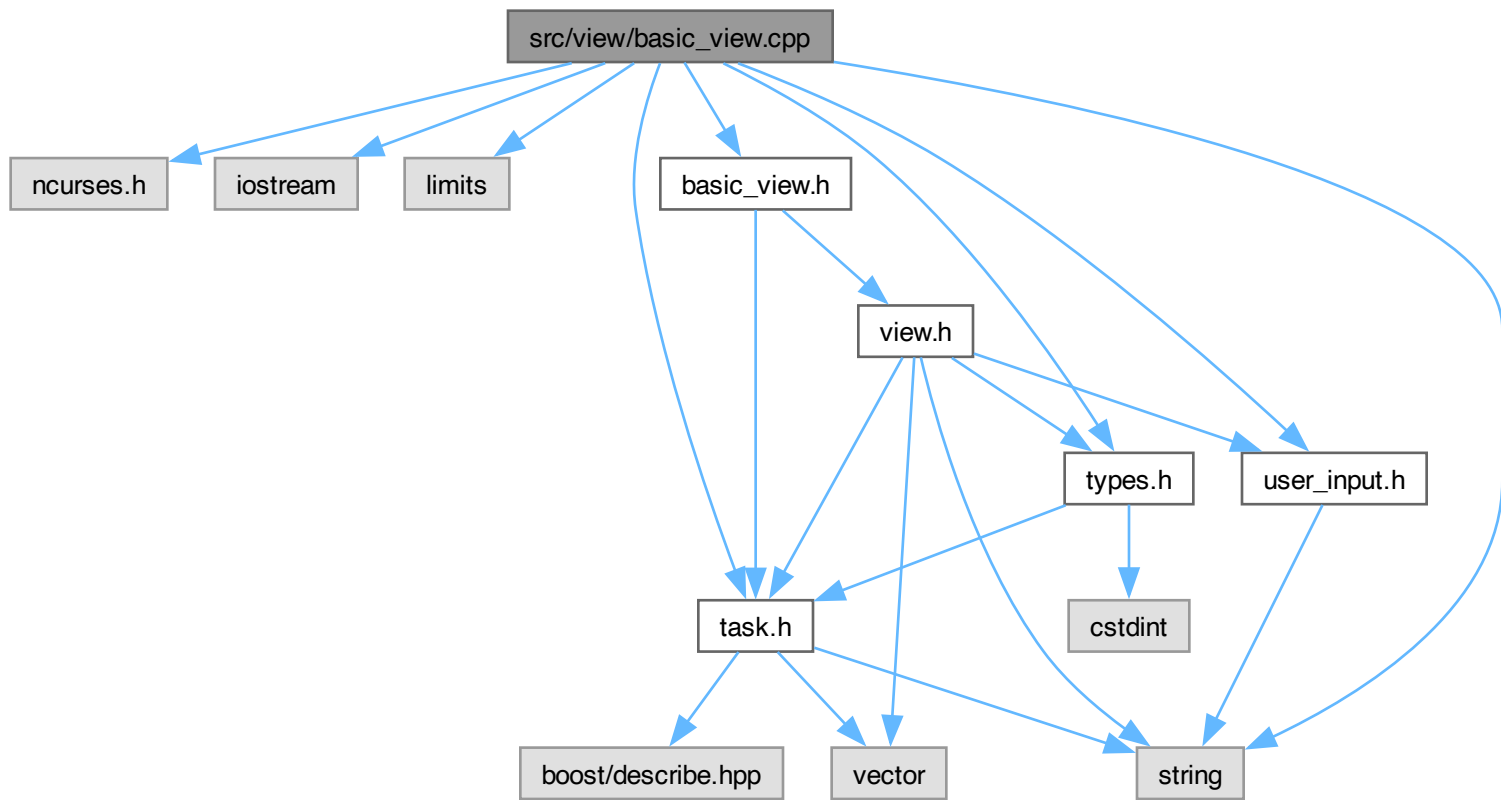 src/view/basic_view.cpp
ncurses.h
iostream
limits
basic_view.h
view.h
types.h
user_input.h
task.h
cstdint
boost/describe.hpp
vector
string